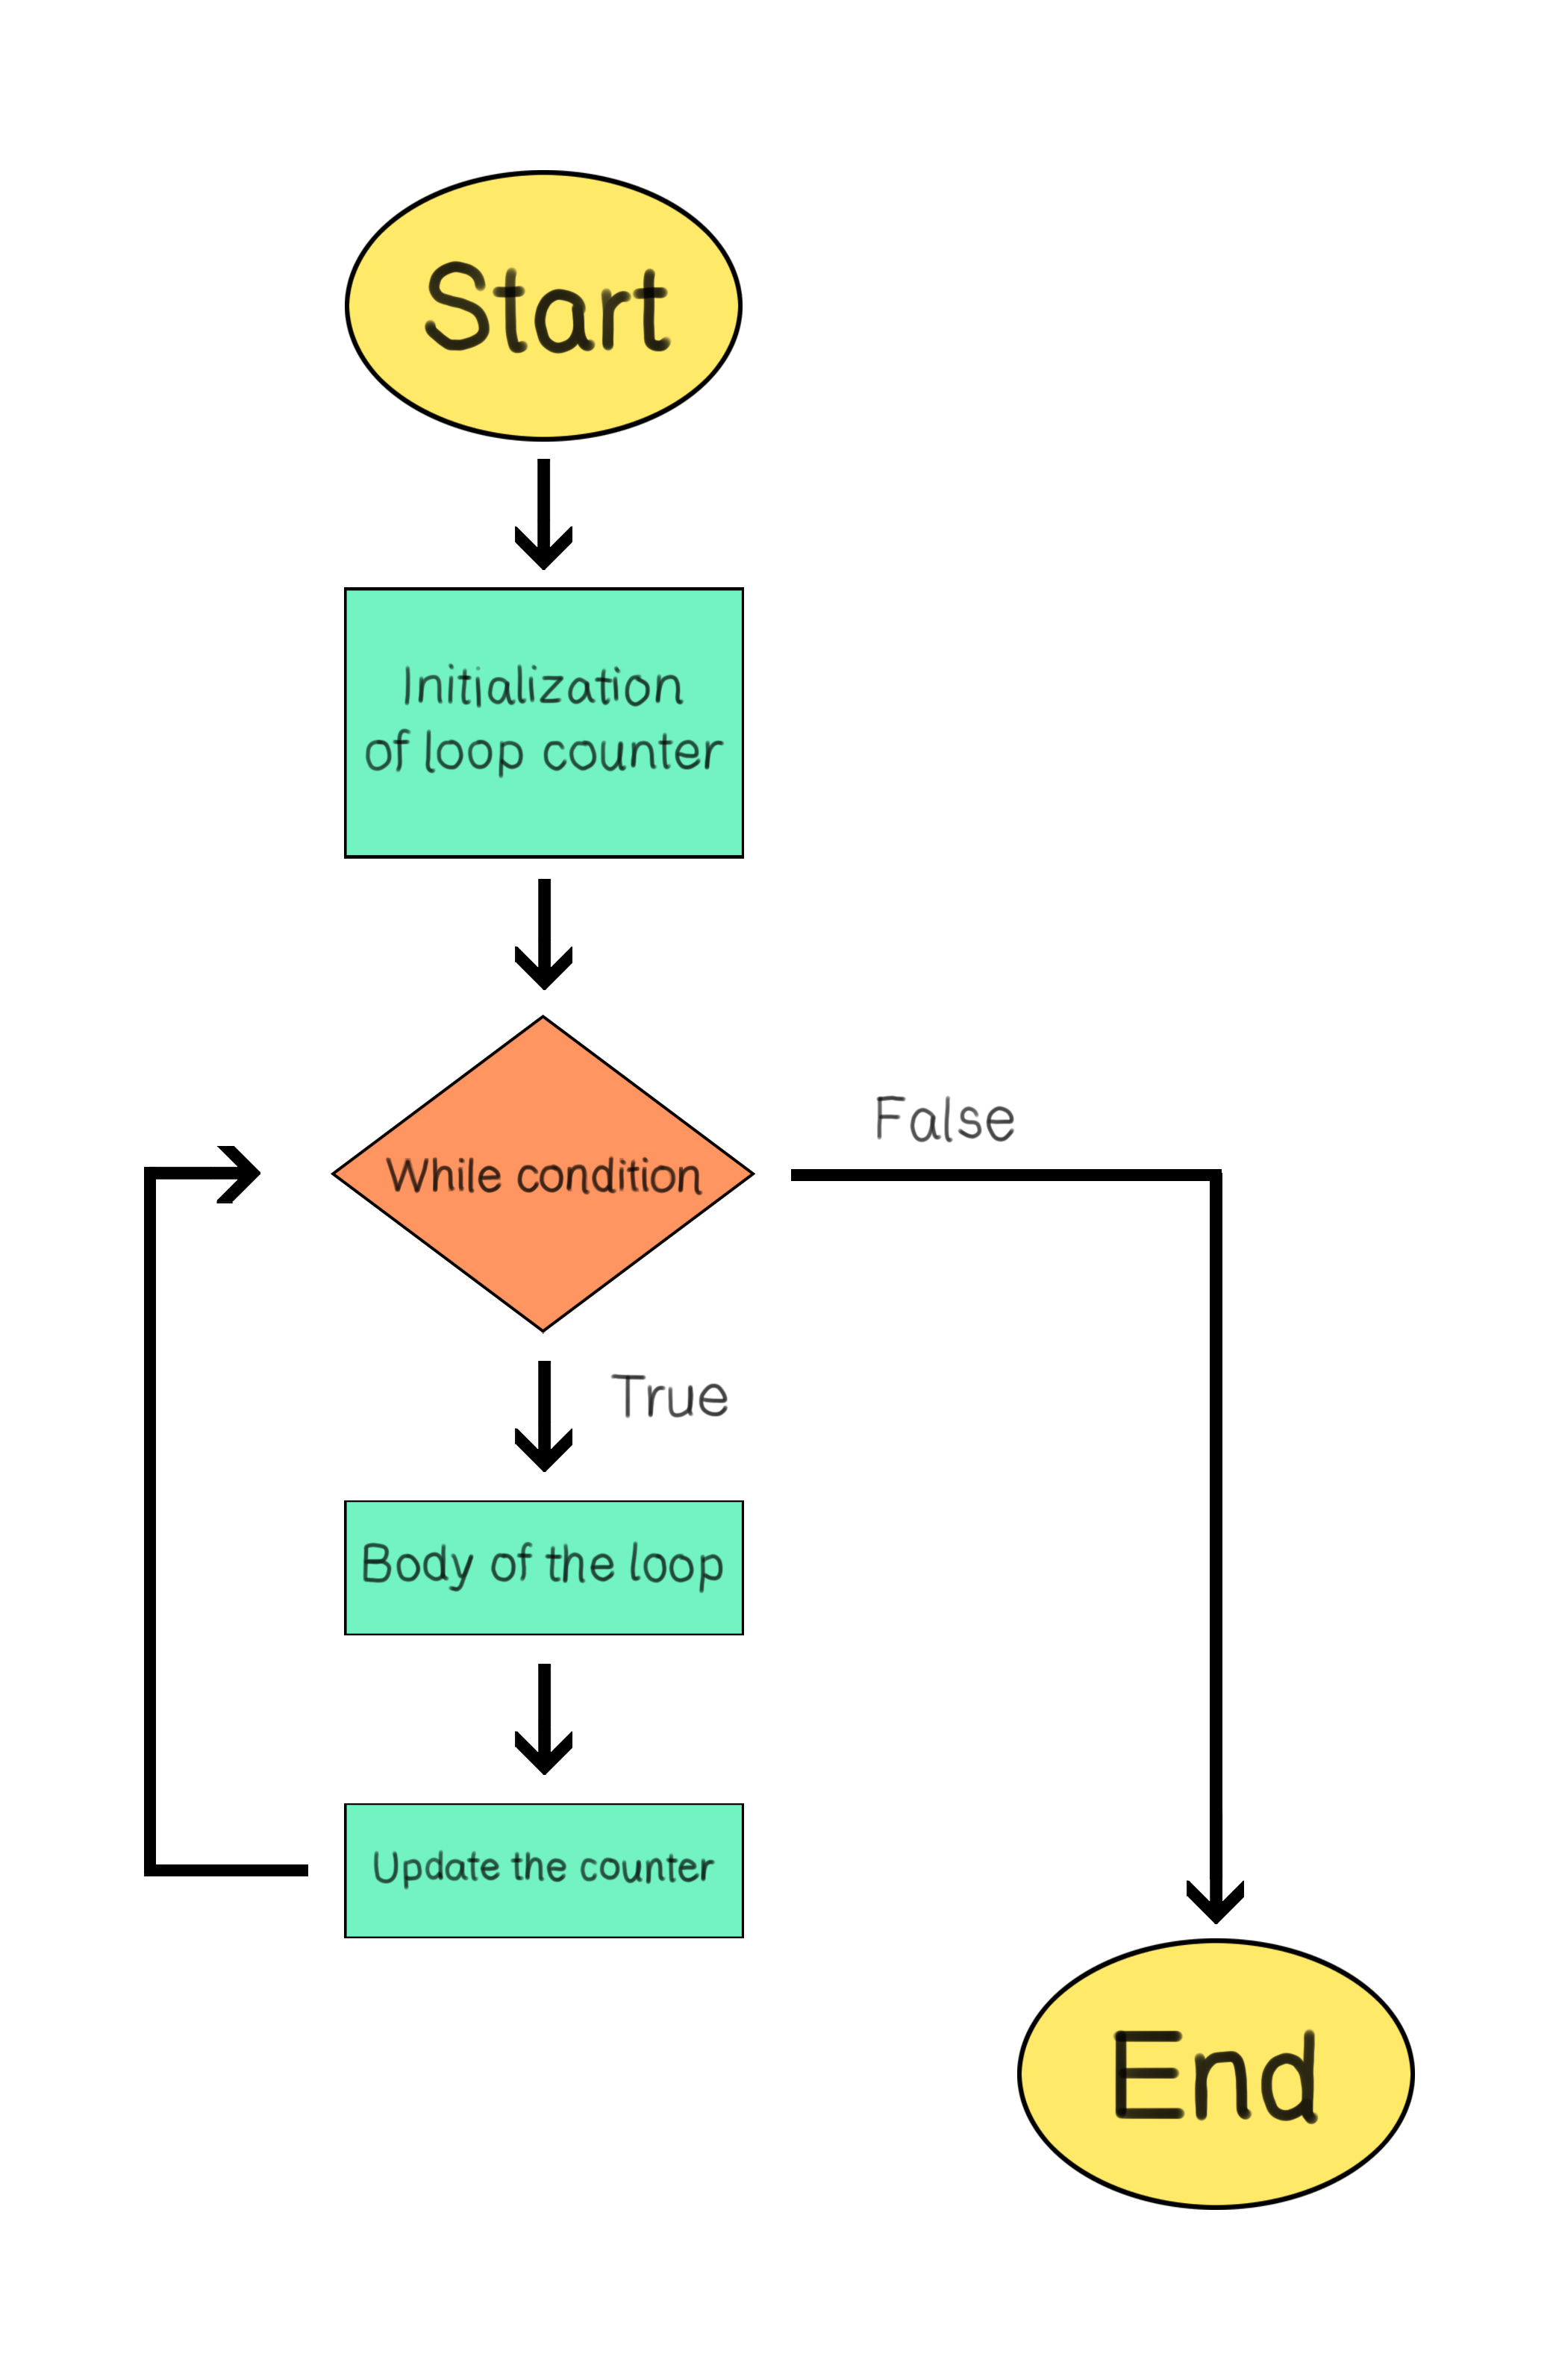 Start
Initialization
of loop counter
While condition
False
True
Body of the loop
Update the counter
End